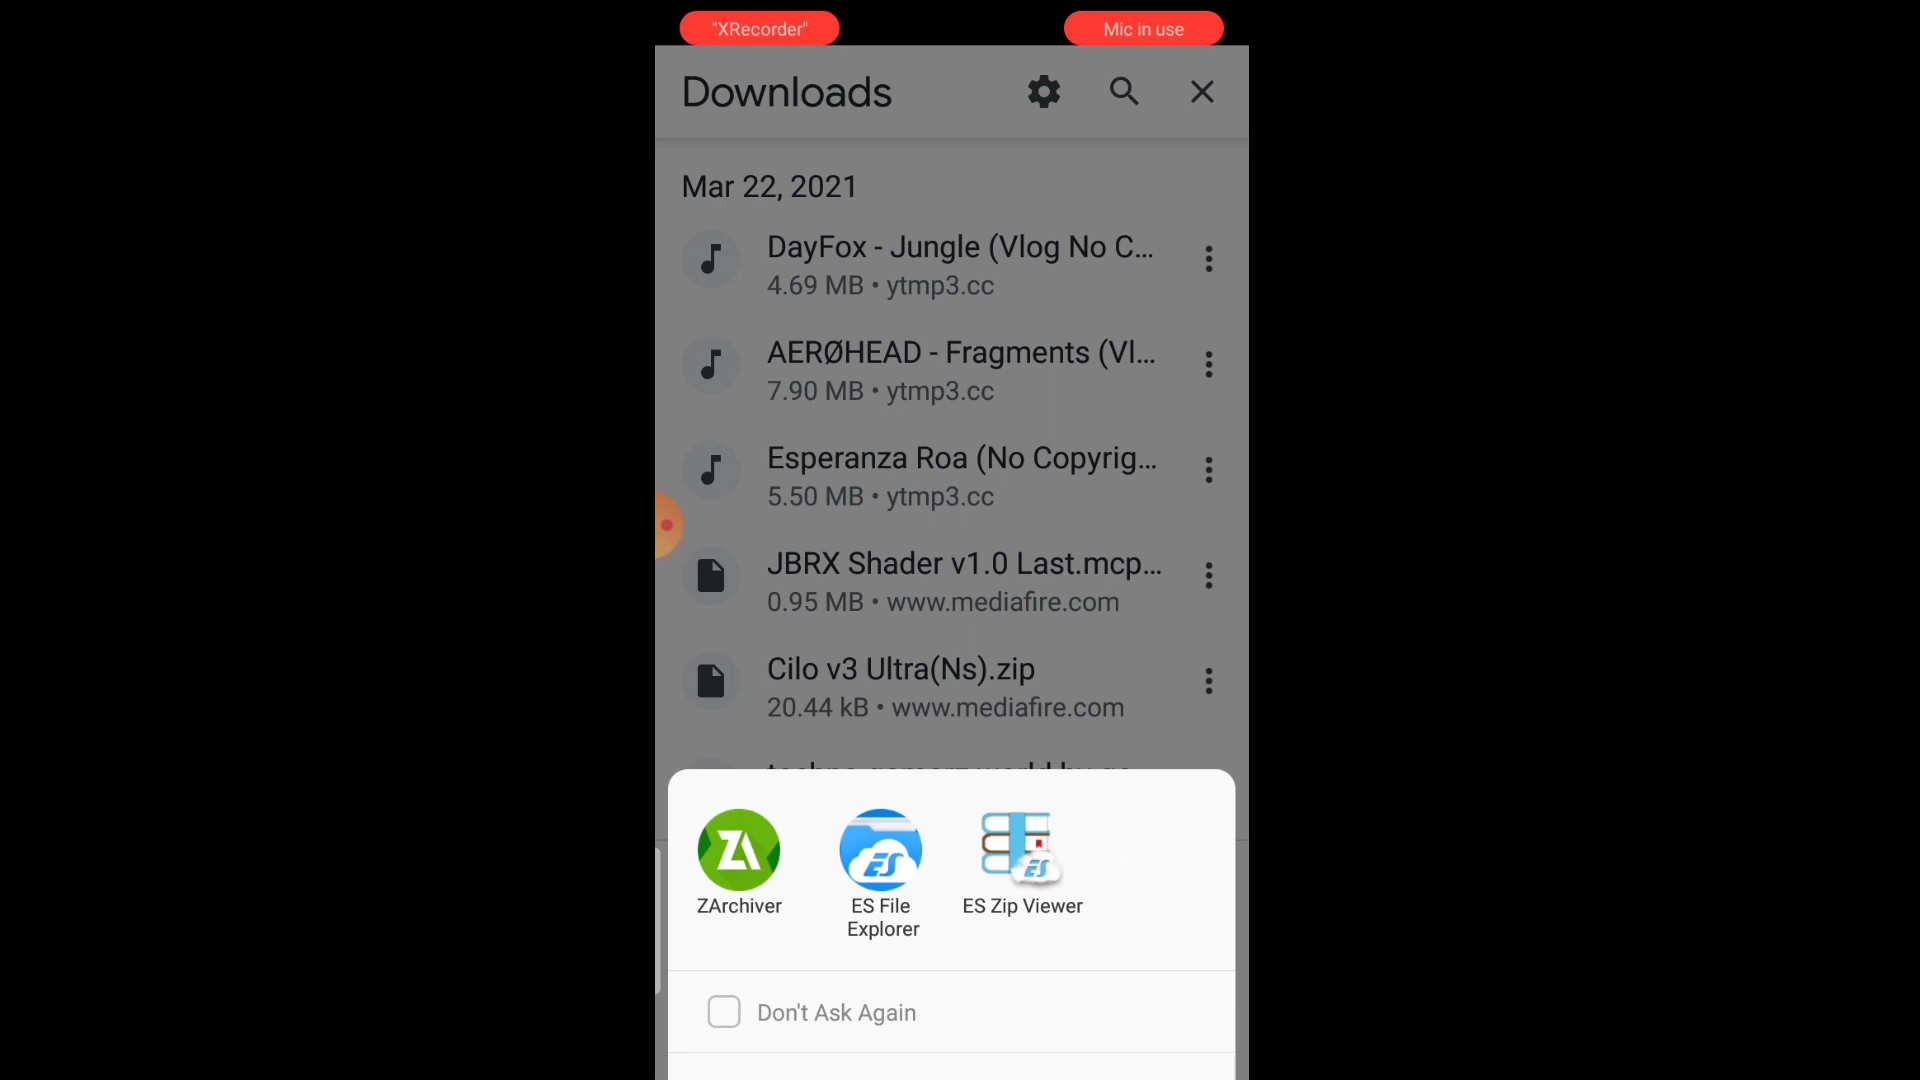 "XRecorder"
Mic in use
Downloads
Mar 22, 2021
DayFox - Jungle (Vlog No C...
4.69 MB • ytmp3.cc
AERØHEAD - Fragments (Vl...
7.90 MB • ytmp3.cc
Esperanza Roa (No Copyrig...
5.50 MB • ytmp3.cc
JBRX Shader v1.0 Last.mcp...
0.95 MB • www.mediafire.com
Cilo v3 Ultra(Ns).zip
20.44 kB • www.mediafire.com
ZA
ES
ES
ZArchiver
ES File
Explorer
ES Zip Viewer
Don't Ask Again